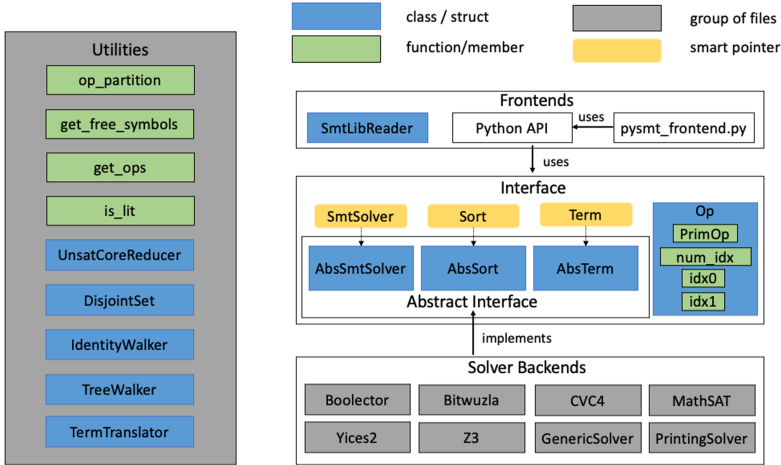 class / struct
group of files
function/member
smart pointer
Utilities
op_partition
get_free_symbols
get_ops
is_lit
UnsatCoreReducer
DisjointSet
IdentityWalker
TreeWalker
TermTranslator
Frontends
SmtLibReader
Python API
uses
pysmt_frontend.py
uses
Interface
SmtSolver
Sort
Term
AbsSmtSolver
AbsSort
AbsTerm
Abstract Interface
Op
PrimOp
num_idx
idx0
idx1
implements
Solver Backends
Boolector
Bitwuzla
CVC4
MathSAT
Yices2
Z3
GenericSolver
PrintingSolver